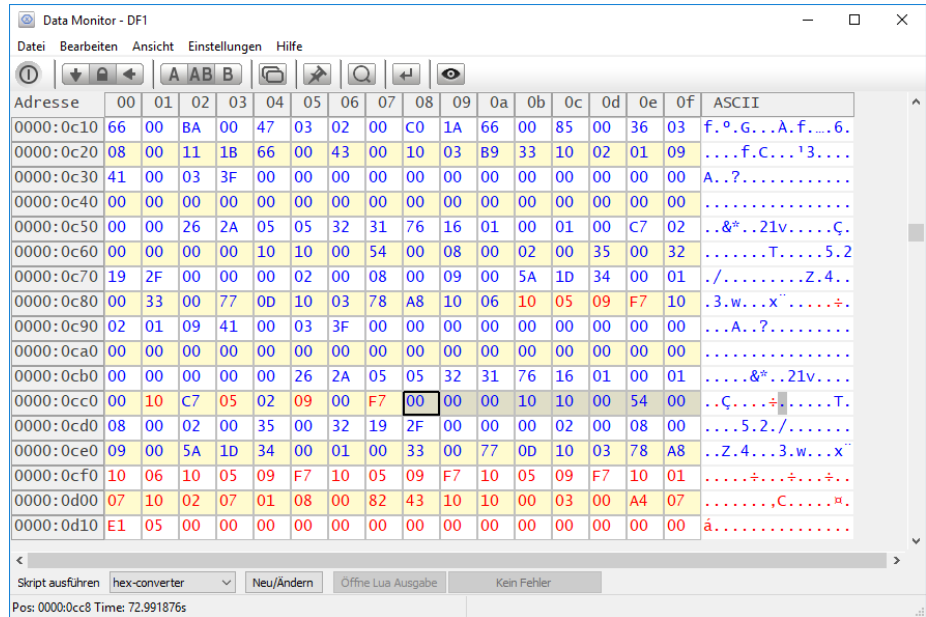 Data Monitor - DF1
Datei Bearbeiten Ansicht Einstellungen Hilfe
A AB B
Adresse 00 01 02 03 04 05 06 07 08 09 0a 0b 0c 0d 0e 0f ASCII
0000:0c10 66 00 BA 00 47 03 02 00 C0 1A 66 00 85 00 36 03 f.º.G...À.f.….6.
0000:0c20 08 00 11 1B 66 00 43 00 10 03 B9 33 10 02 01 09 ....f.C...¹3....
0000:0c30 41 00 03 3F 00 00 00 00 00 00 00 00 00 00 00 00 A..?............
0000:0c40 00 00 00 00 00 00 00 00 00 00 00 00 00 00 00 00 ................
0000:0c50 00 00 26 2A 05 05 32 31 76 16 01 00 01 00 C7 02 ..&*..21v.....Ç.
0000:0c60 00 00 00 00 10 10 00 54 00 08 00 02 00 35 00 32 .......T.....5.2
0000:0c70 19 2F 00 00 00 02 00 08 00 09 00 5A 1D 34 00 01 ./.........Z.4..
0000:0c80 00 33 00 77 0D 10 03 78 A8 10 06 10 05 09 F7 10 .3.w...x¨.....÷.
0000:0c90 02 01 09 41 00 03 3F 00 00 00 00 00 00 00 00 00 ...A..?.........
0000:0ca0 00 00 00 00 00 00 00 00 00 00 00 00 00 00 00 00 ................
0000:0cb0 00 00 00 00 00 26 2A 05 05 32 31 76 16 01 00 01 .....&*..21v....
0000:0cc0 00 10 C7 05 02 09 00 F7 00 00 00 10 10 00 54 00 ..Ç....÷......T.
0000:0cd0 08 00 02 00 35 00 32 19 2F 00 00 00 02 00 08 00 ....5.2./.......
0000:0ce0 09 00 5A 1D 34 00 01 00 33 00 77 0D 10 03 78 A8 ..Z.4...3.w...x¨
0000:0cf0 10 06 10 05 09 F7 10 05 09 F7 10 05 09 F7 10 01 .....÷...÷...÷..
0000:0d00 07 10 02 07 01 08 00 82 43 10 10 00 03 00 A4 07 .......‚C.....¤.
0000:0d10 E1 05 00 00 00 00 00 00 00 00 00 00 00 00 00 00 á...............
Skript ausführen hex-converter Neu/Ändern Öffne Lua Ausgabe Kein Fehler
Pos: 0000:0cc8 Time: 72.991876s